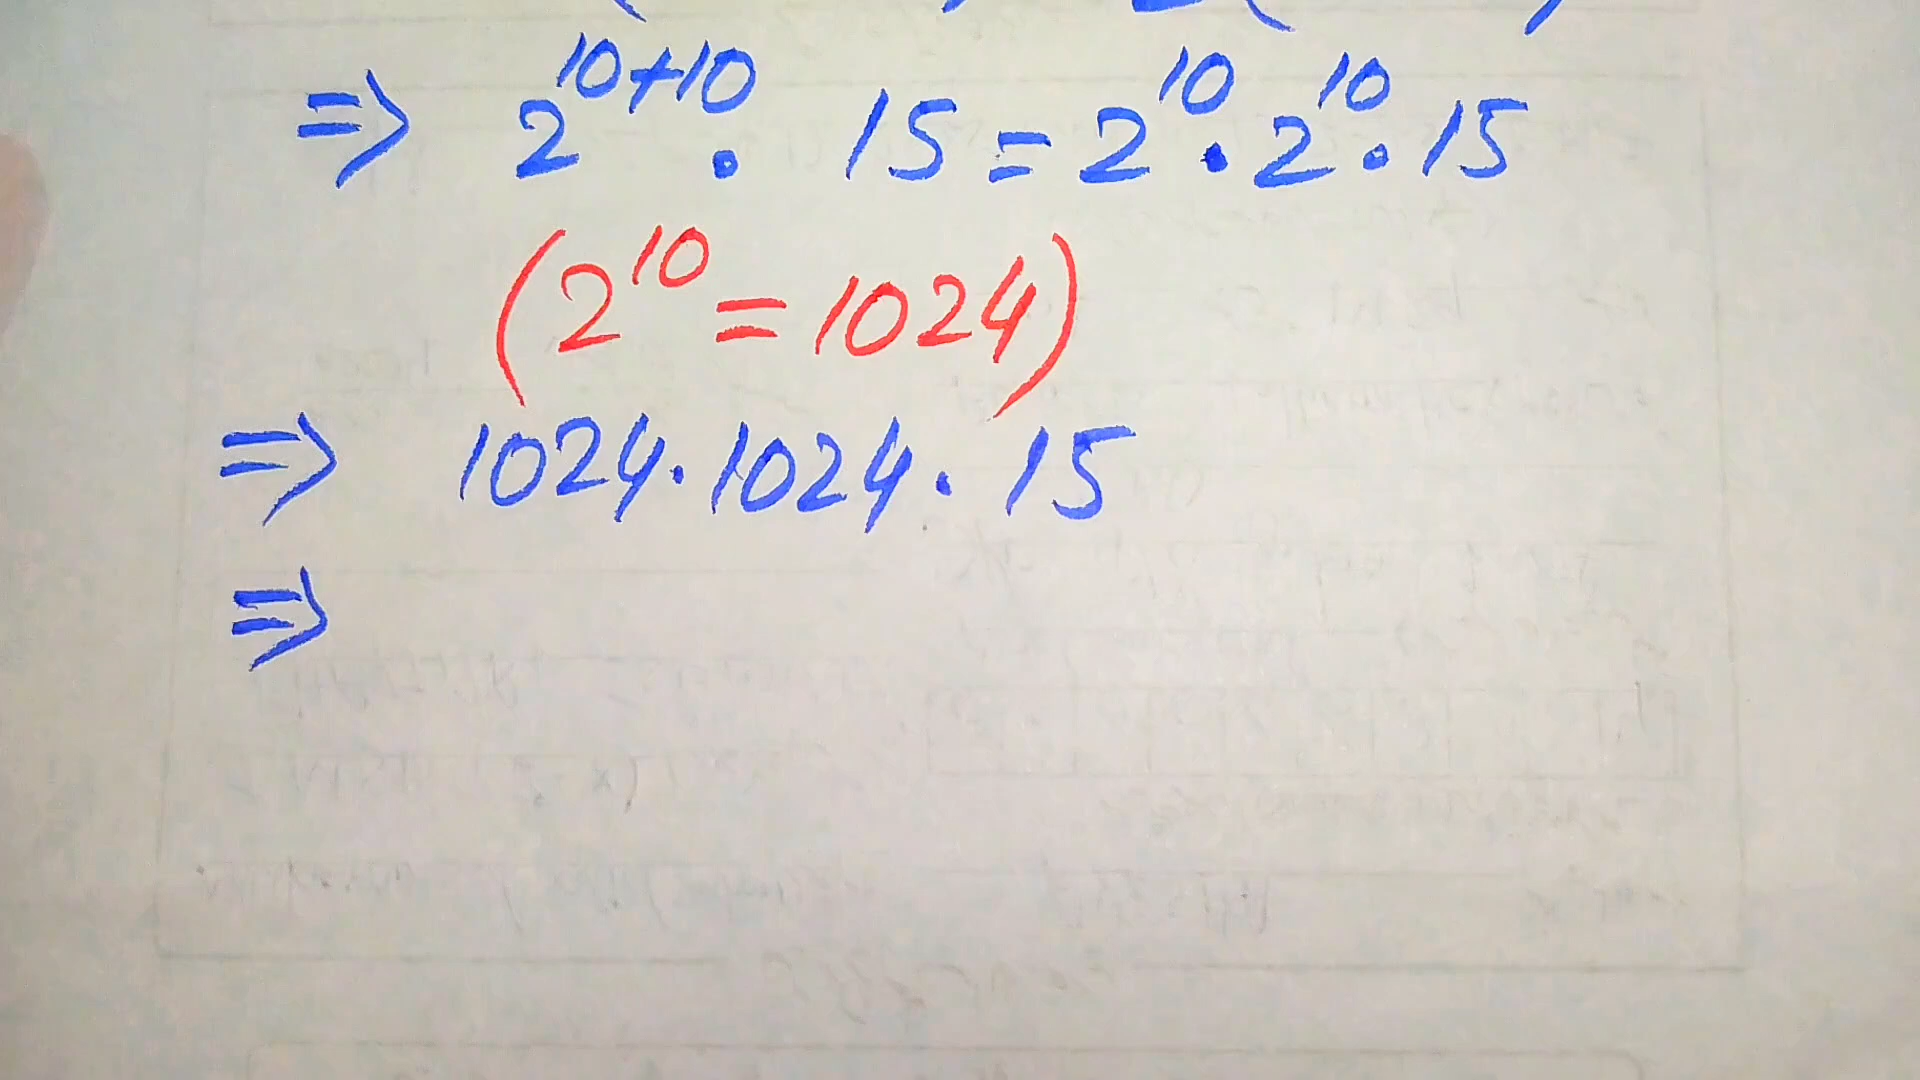 => 2^{10+10} . 15 = 2^{10} . 2^{10} . 15
(2^{10} = 1024)
=> 1024 . 1024 . 15
=>